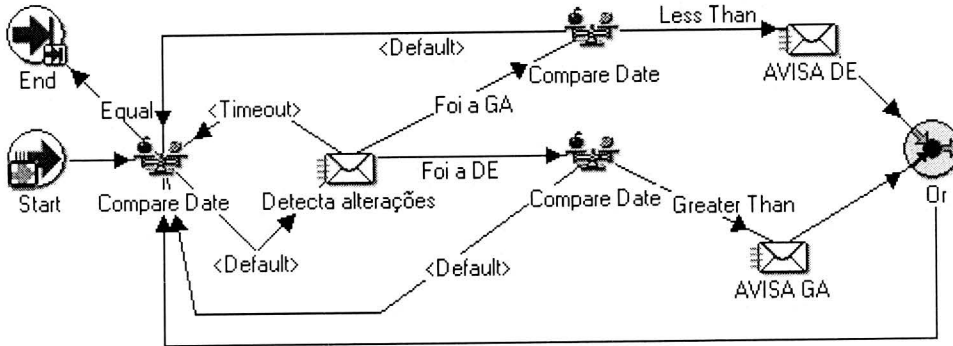 Less Than
<Default>
End
Compare Date
AVISA DE
Equal
<Timeout>
Foi a GA
Foi a DE
Start
Compare Date
Detecta alterações
Compare Date
Greater Than
Or
<Default>
<Default>
AVISA GA